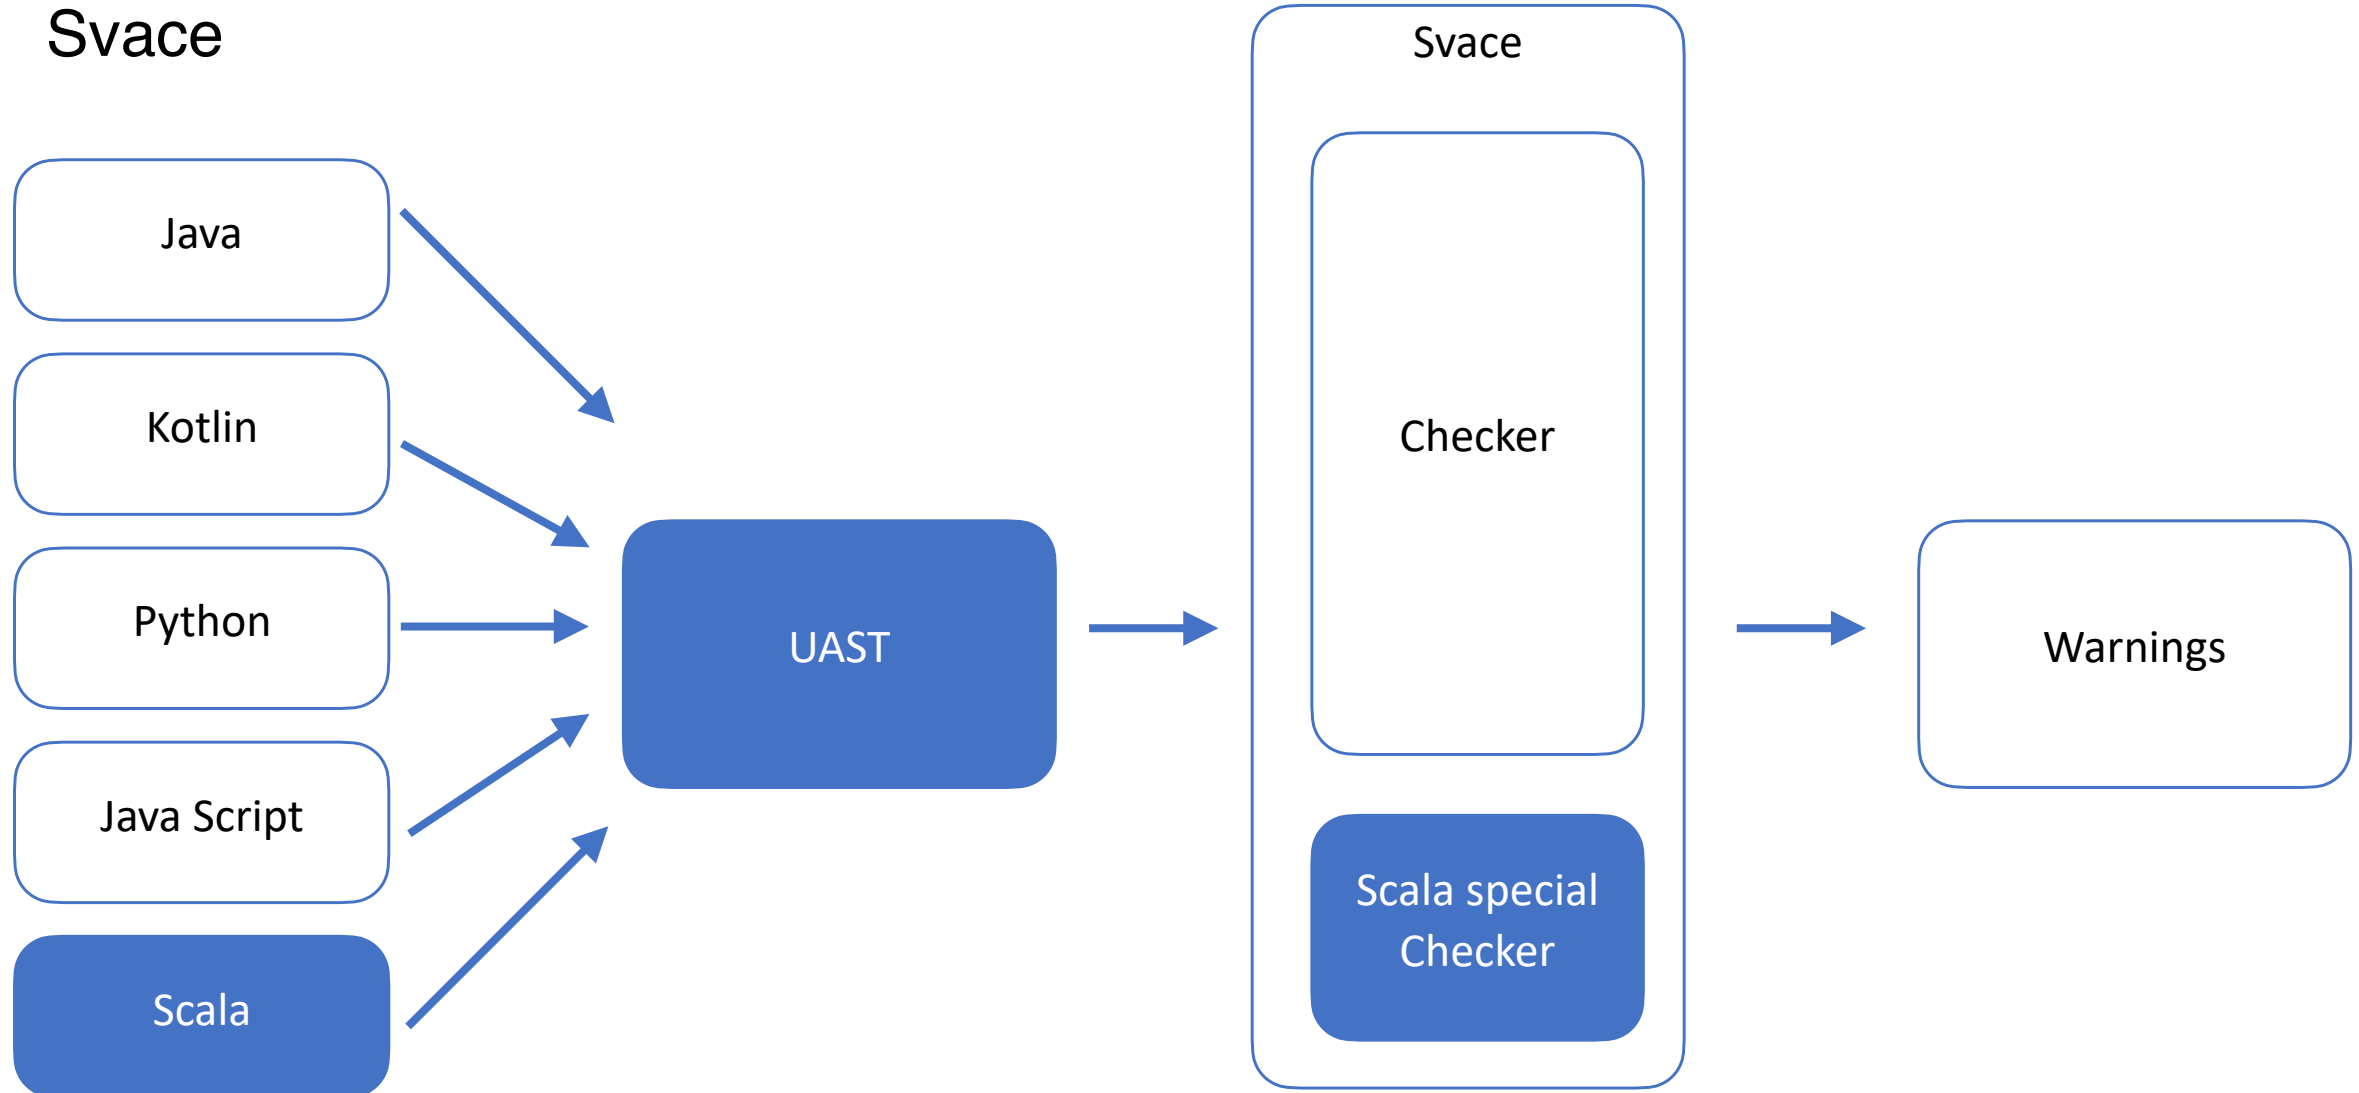 Svace
Java
Kotlin
Python
Java Script
Scala
UAST
Svace
Checker
Scala special
Checker
Warnings